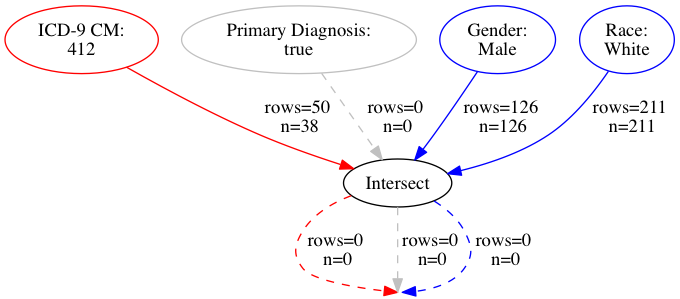 ICD-9 CM:
412
Primary Diagnosis:
true
Gender:
Male
Race:
White
rows=50
n=38
rows=0
n=0
rows=126
n=126
rows=211
n=211
Intersect
rows=0
n=0
rows=0
n=0
rows=0
n=0